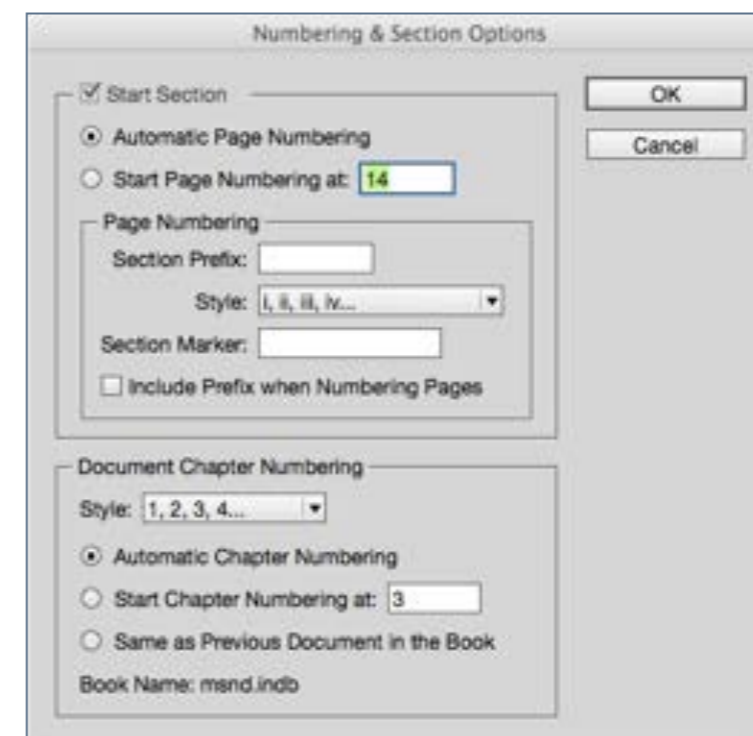 Numbering & Section Options
Start Section
OK
Automatic Page Numbering
Cancel
Start Page Numbering at: 14
Page Numbering
Section Prefix:
Style: i, ii, iii, iv...
Section Marker:
Include Prefix when Numbering Pages
Document Chapter Numbering
Style: 1, 2, 3, 4...
Automatic Chapter Numbering
Start Chapter Numbering at: 3
Same as Previous Document in the Book
Book Name: msnd.indb